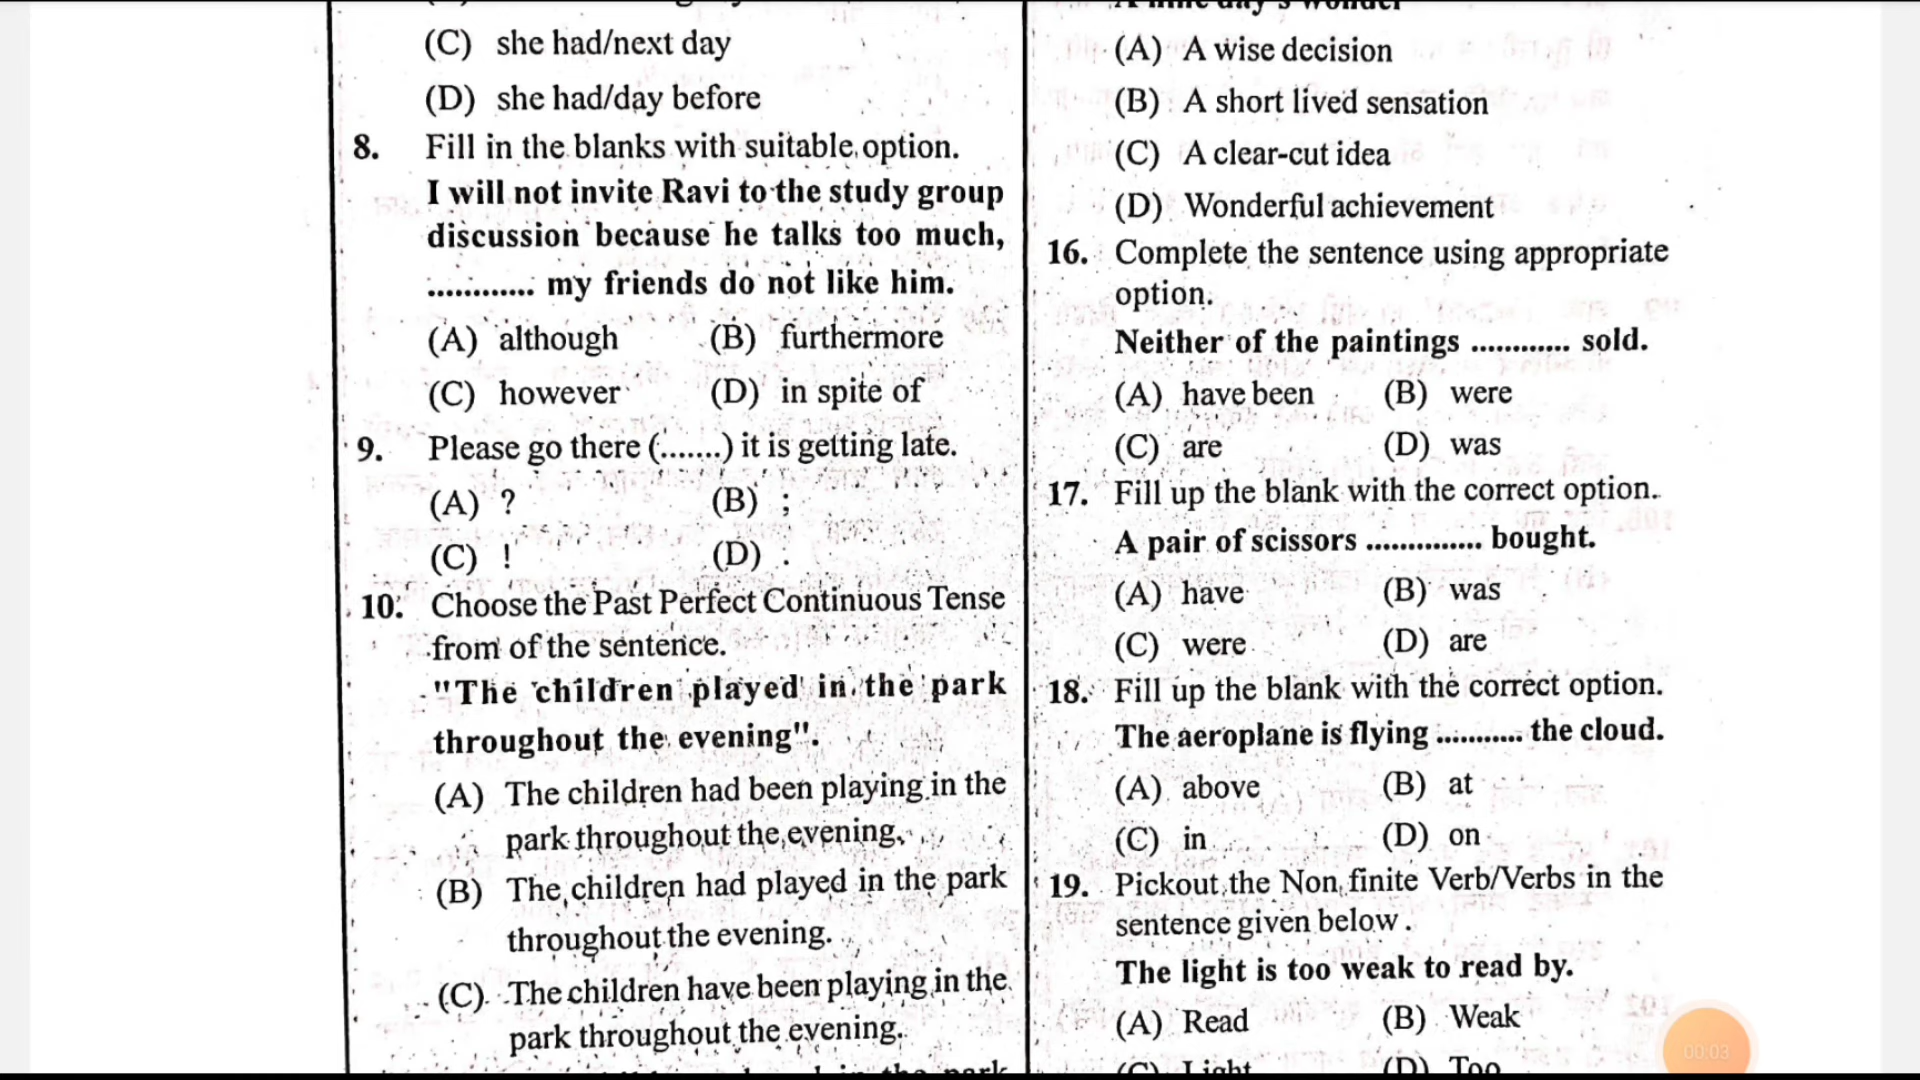 (C) she had/next day
(D) she had/day before
8. Fill in the blanks with suitable option.
I will not invite Ravi to the study group
discussion because he talks too much,
............ my friends do not like him.
(A) although (B) furthermore
(C) however (D) in spite of
9. Please go there (.......) it is getting late.
(A) ? (B) ;
(C) ! (D) .
10. Choose the Past Perfect Continuous Tense
from of the sentence.
"The children played in the park
throughout the evening".
(A) The children had been playing in the
park throughout the evening.
(B) The children had played in the park
throughout the evening.
(C) The children have been playing in the
park throughout the evening.
(A) A wise decision
(B) A short lived sensation
(C) A clear-cut idea
(D) Wonderful achievement
16. Complete the sentence using appropriate
option.
Neither of the paintings ........... sold.
(A) have been (B) were
(C) are (D) was
17. Fill up the blank with the correct option.
A pair of scissors .............. bought.
(A) have (B) was
(C) were (D) are
18. Fill up the blank with the correct option.
The aeroplane is flying .......... the cloud.
(A) above (B) at
(C) in (D) on
19. Pickout the Non finite Verb/Verbs in the
sentence given below.
The light is too weak to read by.
(A) Read (B) Weak
(C) Light (D) Too
00:03